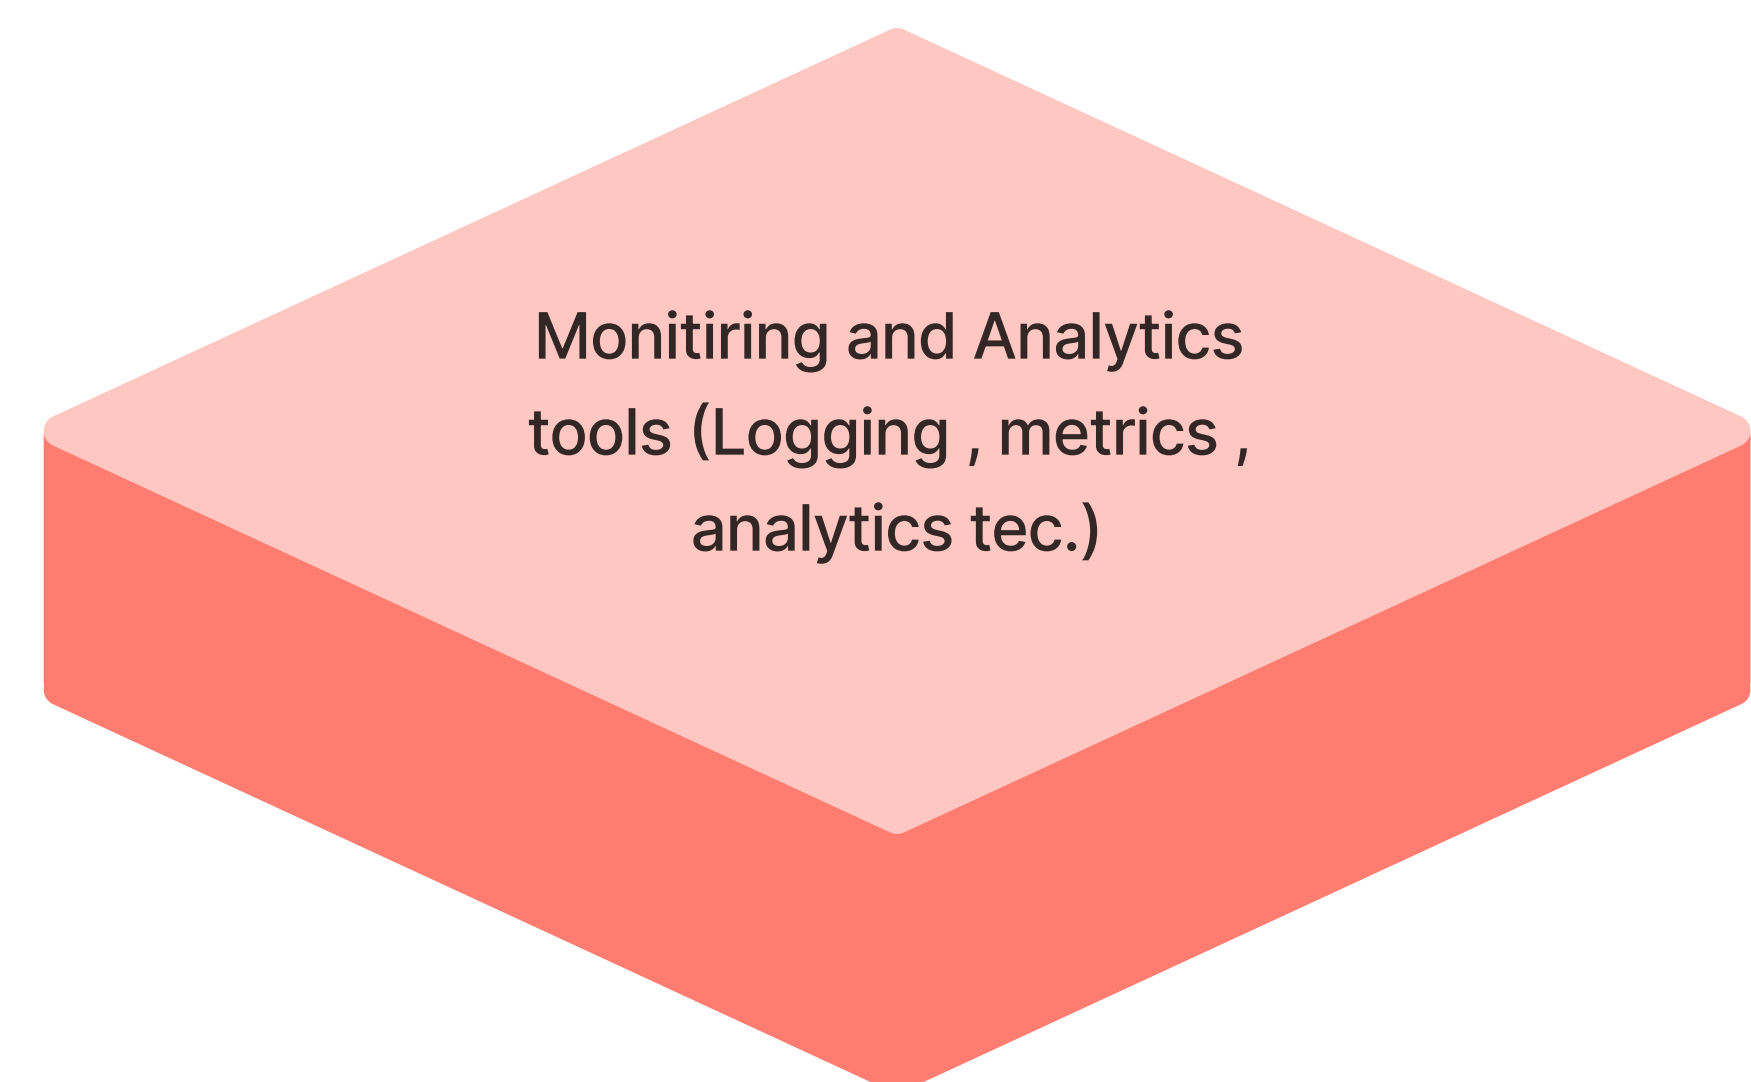 Monitiring and Analytics
tools (Logging , metrics ,
analytics tec.)